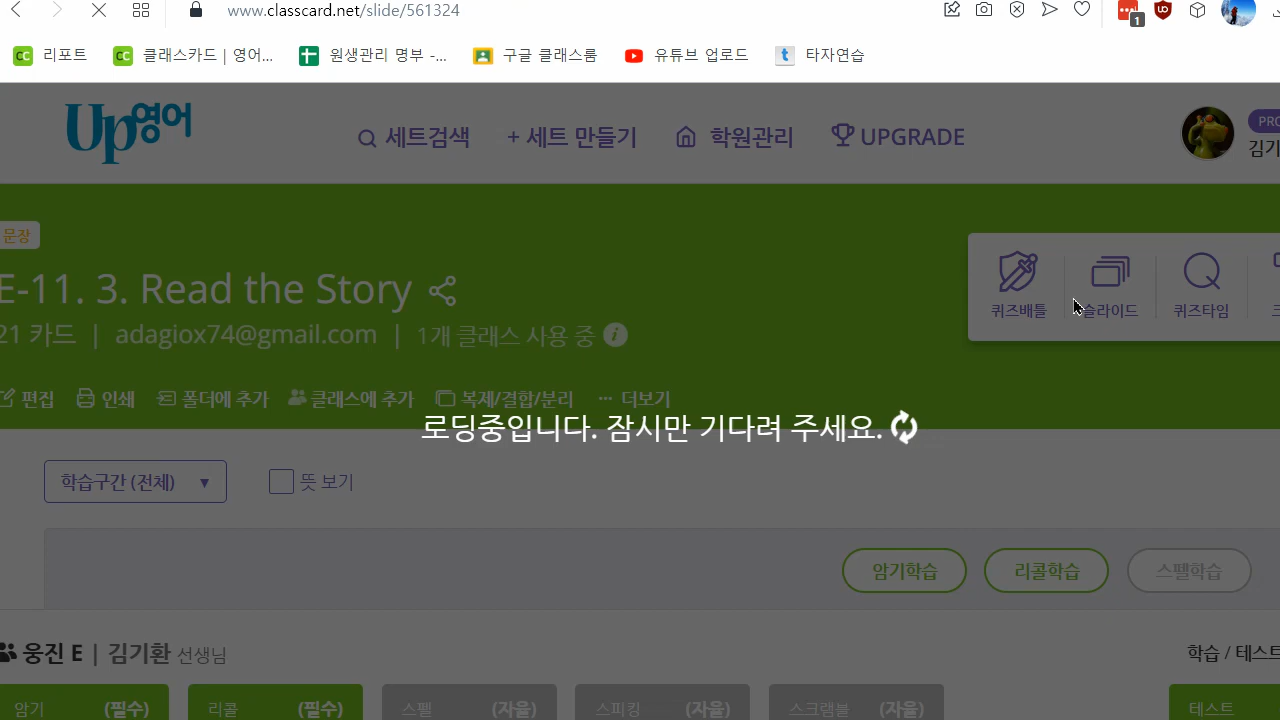 www.classcard.net/slide/561324
1
cc 리포트 cc 클래스카드 | 영어... 원생관리 명부 -... 구글 클래스룸 유튜브 업로드 t 타자연습
Up영어 세트검색 + 세트 만들기 학원관리 UPGRADE PRO
김기
문장
E-11. 3. Read the Story
퀴즈배틀 슬라이드 퀴즈타임
21 카드 | adagiox74@gmail.com | 1개 클래스 사용 중 i
편집 인쇄 폴더에 추가 클래스에 추가 복제/결합/분리 ··· 더보기
로딩중입니다. 잠시만 기다려 주세요.
학습구간 (전체) ▼ 뜻 보기
암기학습 리콜학습 스펠학습
웅진 E | 김기환 선생님 학습 / 테스트
암기 (필수) 리콜 (필수) 스펠 (자율) 스피킹 (자율) 스크램블 (자율) 테스트